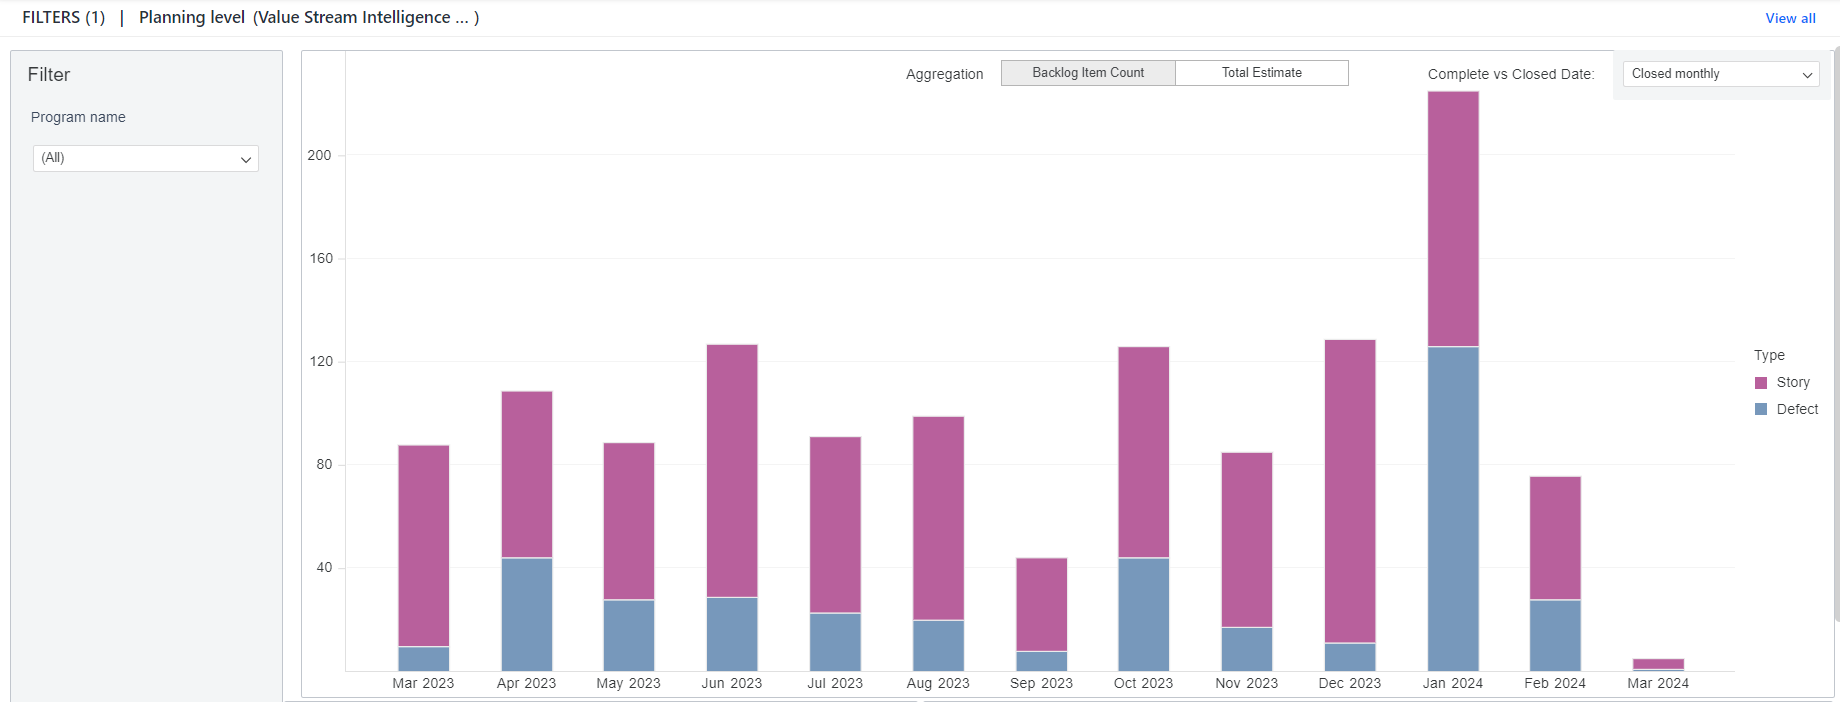 FILTERS (1) | Planning level (Value Stream Intelligence ... )
View all
Filter
Program name
(All)
Aggregation
Backlog Item Count
Total Estimate
Complete vs Closed Date:
Closed monthly
200
160
120
80
40
Mar 2023
Apr 2023
May 2023
Jun 2023
Jul 2023
Aug 2023
Sep 2023
Oct 2023
Nov 2023
Dec 2023
Jan 2024
Feb 2024
Mar 2024
Type
Story
Defect